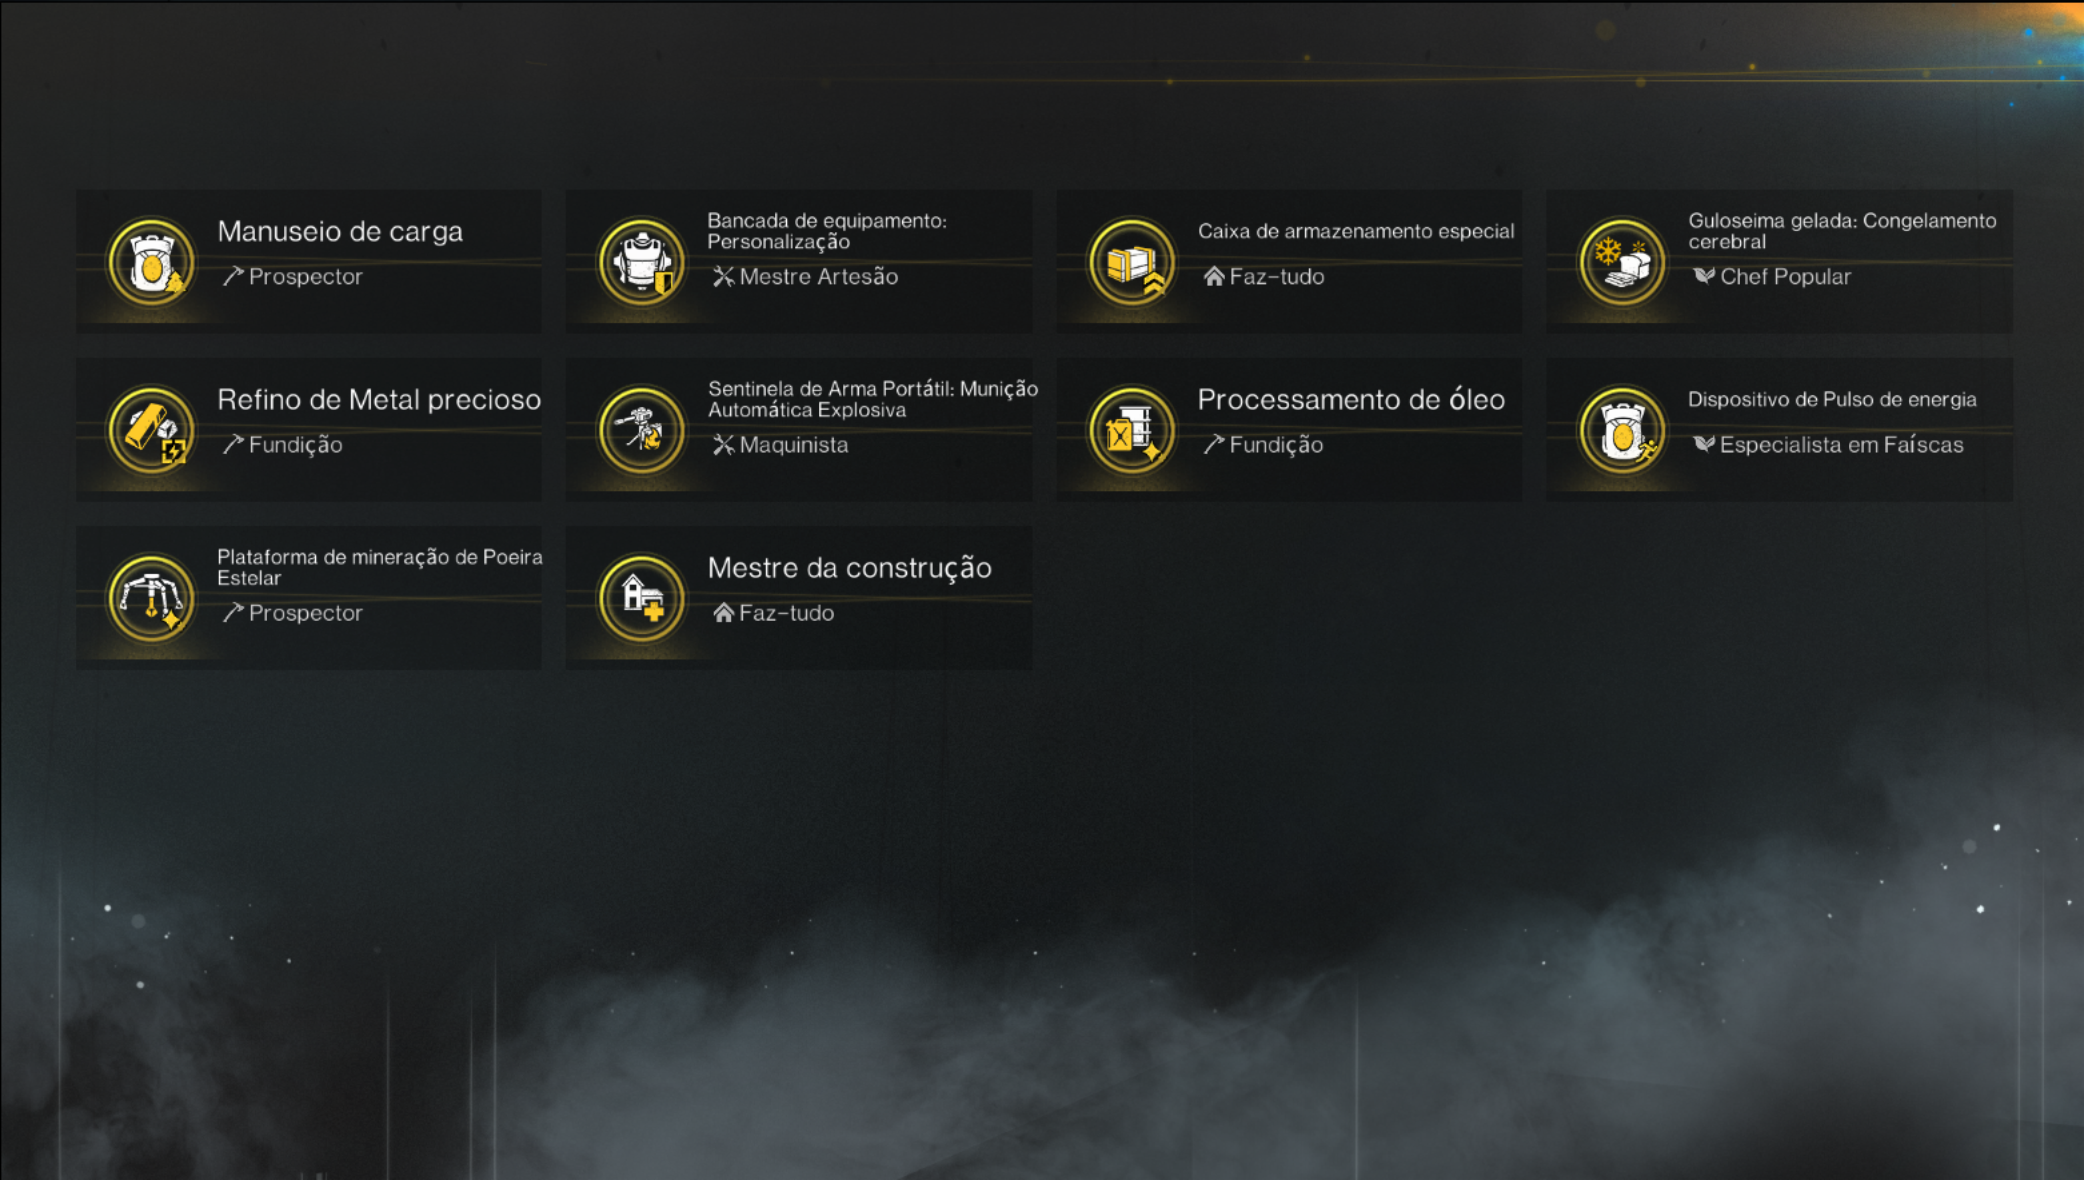 Manuseio de carga
Prospector
Bancada de equipamento:
Personalização
Mestre Artesão
Caixa de armazenamento especial
Faz-tudo
Guloseima gelada: Congelamento
cerebral
Chef Popular
Refino de Metal precioso
Fundição
Sentinela de Arma Portátil: Munição
Automática Explosiva
Maquinista
Processamento de óleo
Fundição
Dispositivo de Pulso de energia
Especialista em Faíscas
Plataforma de mineração de Poeira
Estelar
Prospector
Mestre da construção
Faz-tudo